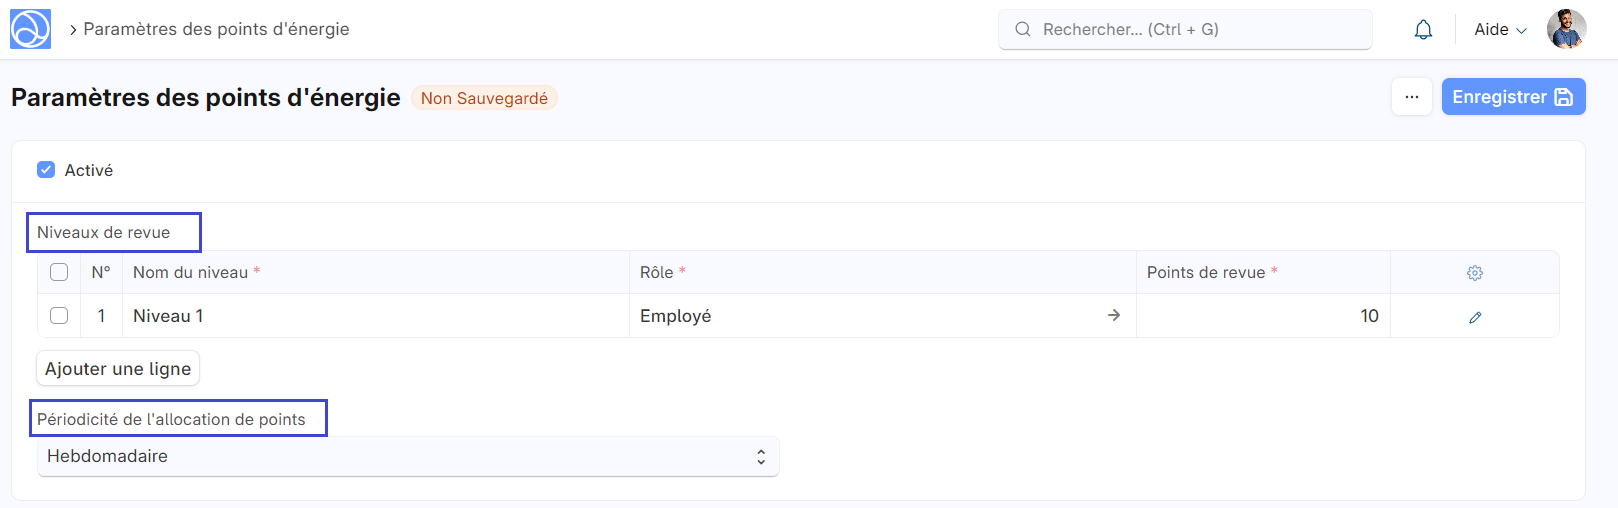 Paramètres des points d'énergie
Rechercher... (Ctrl + G)
Aide
Paramètres des points d'énergie Non Sauvegardé
... Enregistrer
Activé
Niveaux de revue
N° Nom du niveau * Rôle * Points de revue *
1 Niveau 1 Employé 10
Ajouter une ligne
Périodicité de l'allocation de points
Hebdomadaire